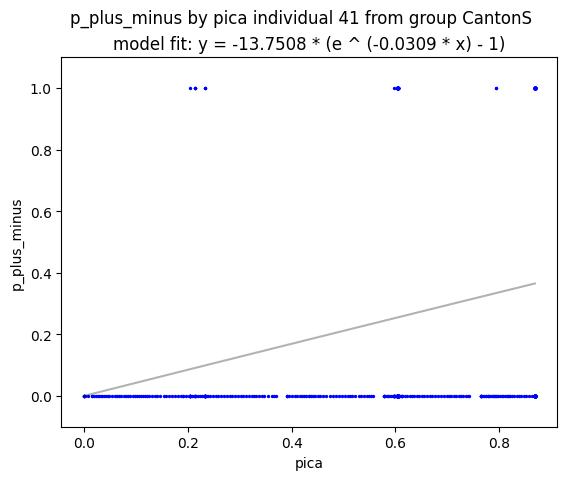 p_plus_minus by pica individual 41 from group CantonS
model fit: y = -13.7508 * (e ^ (-0.0309 * x) - 1)
1.0
0.8
0.6
0.4
0.2
0.0
p_plus_minus
0.0 0.2 0.4 0.6 0.8
pica